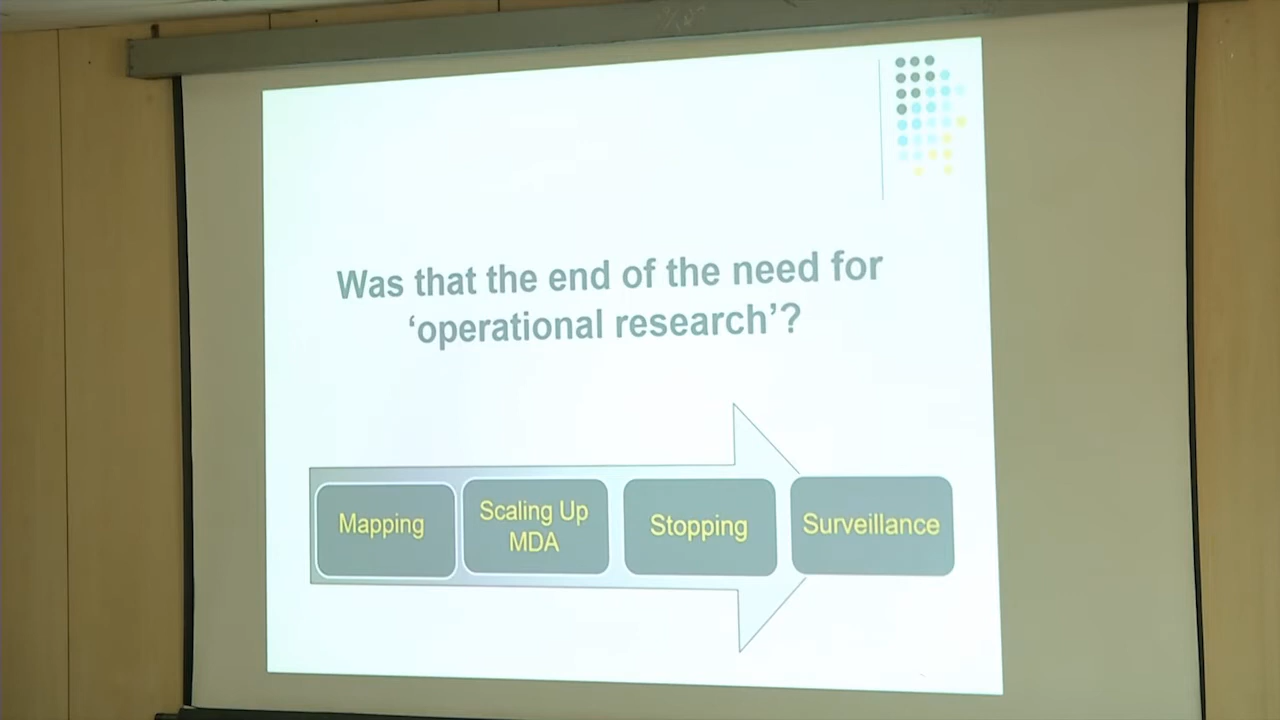 Was that the end of the need for
‘operational research’?
Mapping
Scaling Up
MDA
Stopping
Surveillance